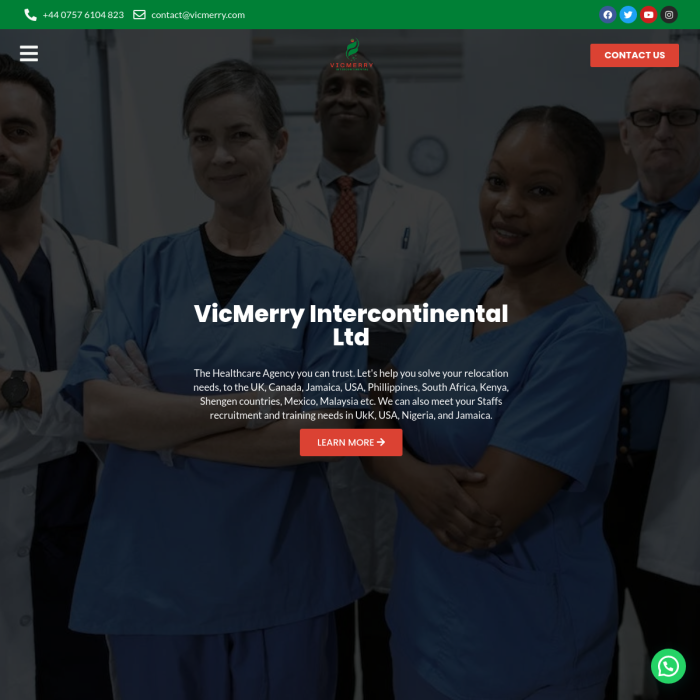 +44 0757 6104 823 contact@vicmerry.com
VICMERRY
CONTACT US
VicMerry Intercontinental
Ltd
The Healthcare Agency you can trust. Let's help you solve your relocation
needs, to the UK, Canada, Jamaica, USA, Phillippines, South Africa, Kenya,
Shengen countries, Mexico, Malaysia etc. We can also meet your Staffs
recruitment and training needs in UkK, USA, Nigeria, and Jamaica.
LEARN MORE